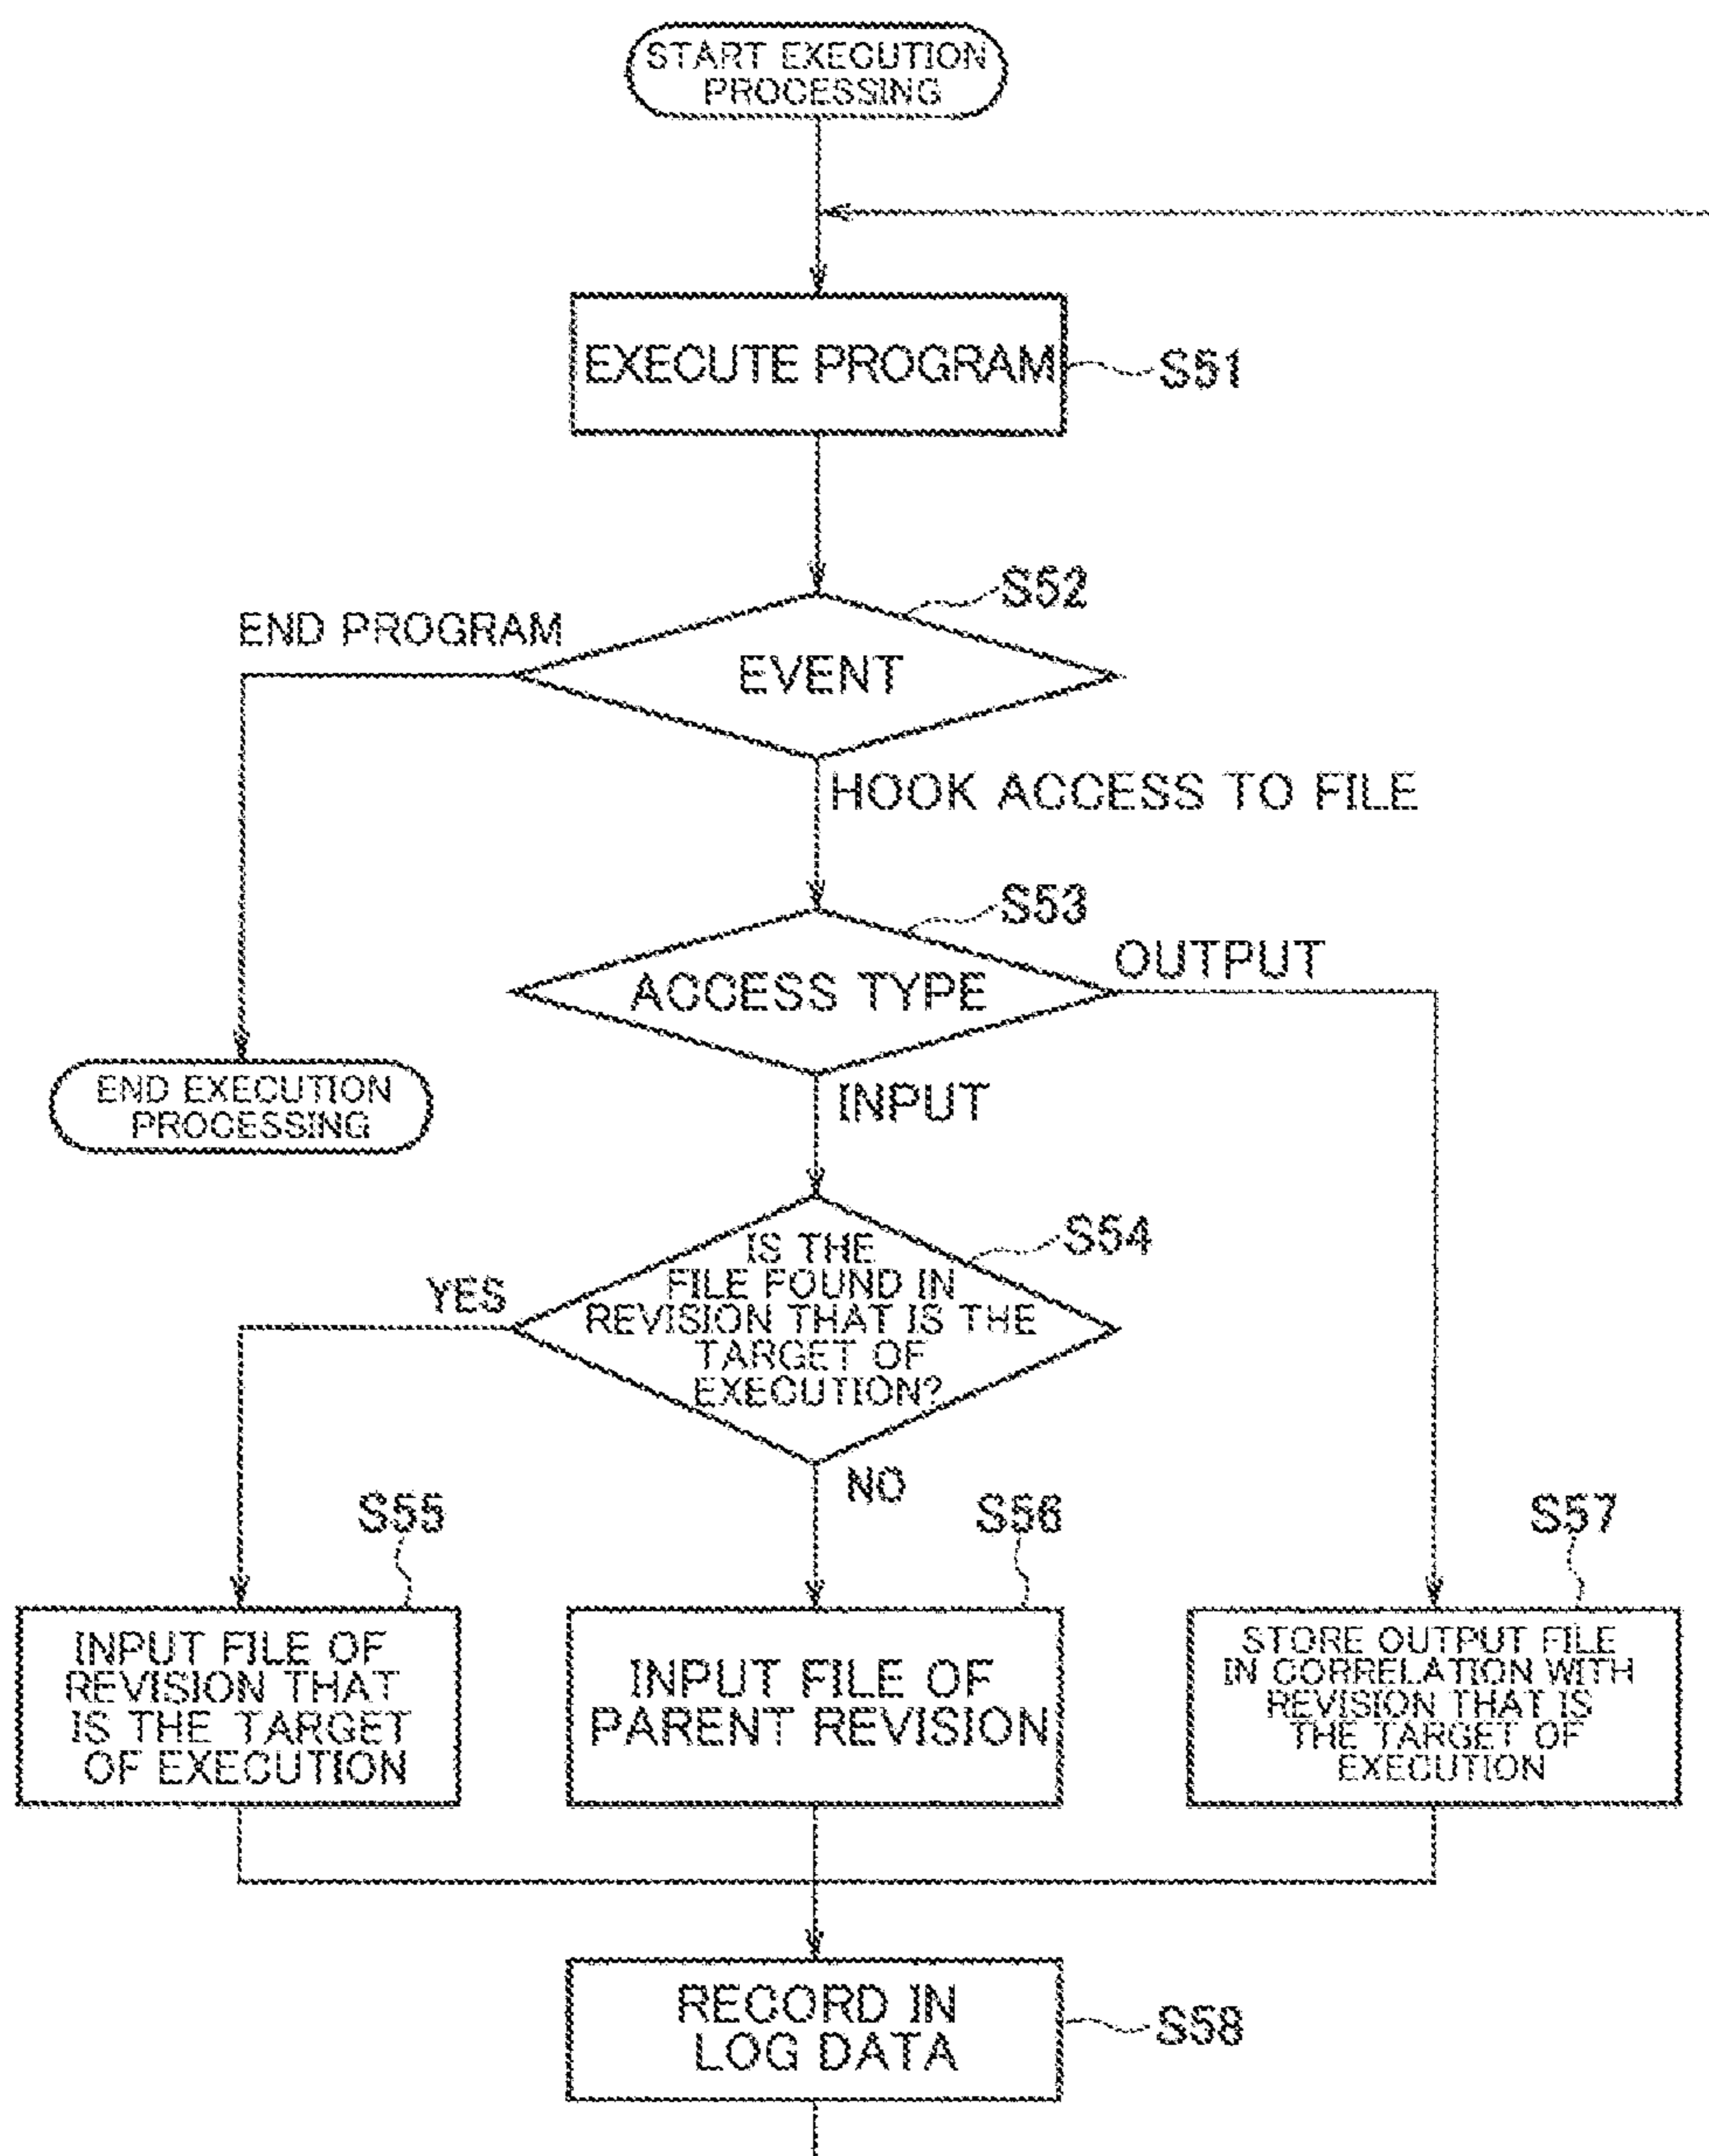 START EXECUTION
PROCESSING
EXECUTE PROGRAM
S51
S52
END PROGRAM
EVENT
HOOK ACCESS TO FILE
S53
OUTPUT
ACCESS TYPE
END EXECUTION
PROCESSING
INPUT
S54
IS THE
FILE FOUND IN
REVISION THAT IS THE
TARGET OF
EXECUTION?
YES
NO
S55
S56
S57
INPUT FILE OF
REVISION THAT
IS THE TARGET
OF EXECUTION
INPUT FILE OF
PARENT REVISION
STORE OUTPUT FILE
IN CORRELATION WITH
REVISION THAT IS
THE TARGET OF
EXECUTION
RECORD IN
LOG DATA
S58